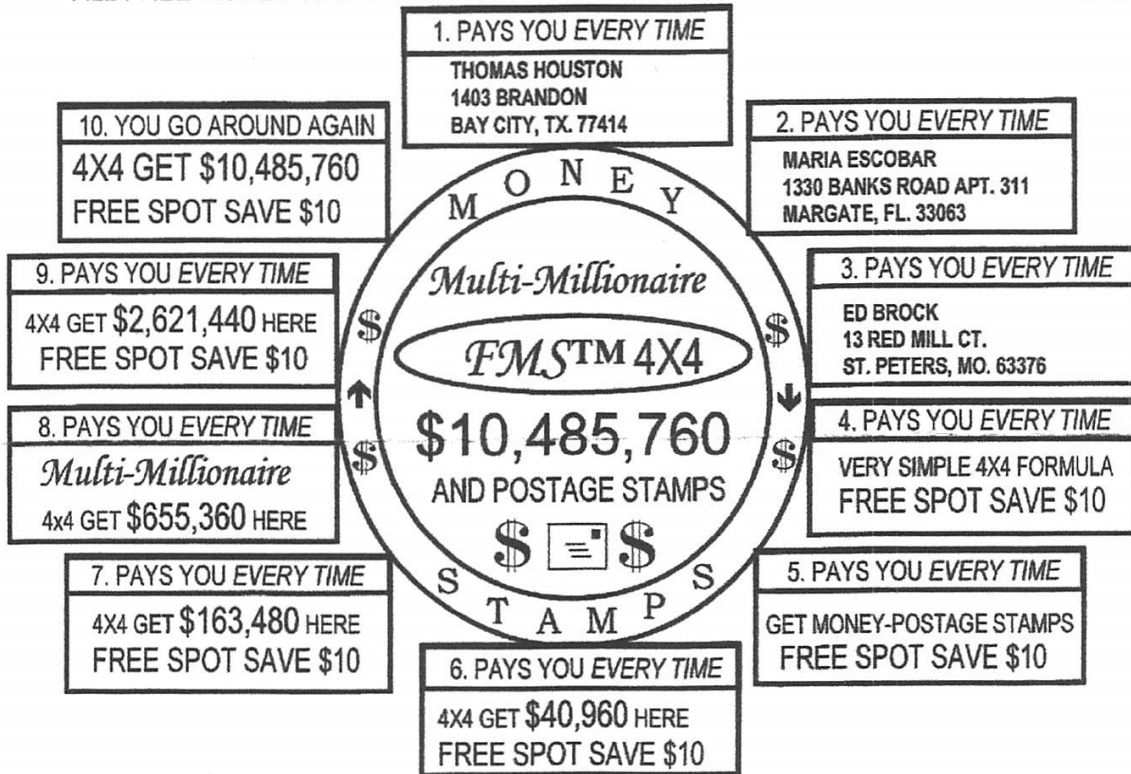 1. PAYS YOU EVERY TIME
THOMAS HOUSTON
1403 BRANDON
BAY CITY, TX. 77414
2. PAYS YOU EVERY TIME
MARIA ESCOBAR
1330 BANKS ROAD APT. 311
MARGATE, FL. 33063
3. PAYS YOU EVERY TIME
ED BROCK
13 RED MILL CT.
ST. PETERS, MO. 63376
4. PAYS YOU EVERY TIME
VERY SIMPLE 4X4 FORMULA
FREE SPOT SAVE $10
5. PAYS YOU EVERY TIME
GET MONEY-POSTAGE STAMPS
FREE SPOT SAVE $10
6. PAYS YOU EVERY TIME
4X4 GET $40,960 HERE
FREE SPOT SAVE $10
7. PAYS YOU EVERY TIME
4X4 GET $163,480 HERE
FREE SPOT SAVE $10
8. PAYS YOU EVERY TIME
Multi-Millionaire
4x4 GET $655,360 HERE
9. PAYS YOU EVERY TIME
4X4 GET $2,621,440 HERE
FREE SPOT SAVE $10
10. YOU GO AROUND AGAIN
4X4 GET $10,485,760
FREE SPOT SAVE $10
MONEY
$ $
$ $
STAMPS
Multi-Millionaire
FMS™ 4X4
$10,485,760
AND POSTAGE STAMPS
$ $